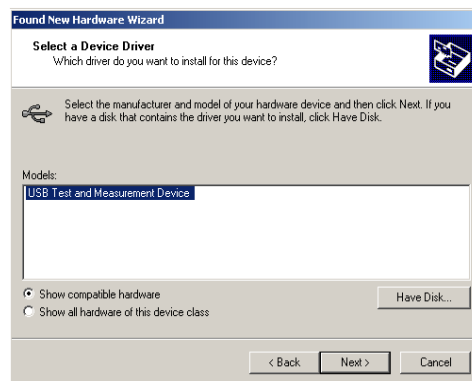 Found New Hardware Wizard
Select a Device Driver
Which driver do you want to install for this device?
Select the manufacturer and model of your hardware device and then click Next. If you
have a disk that contains the driver you want to install, click Have Disk.
Models:
USB Test and Measurement Device
Show compatible hardware
Show all hardware of this device class
Have Disk...
< Back
Next >
Cancel